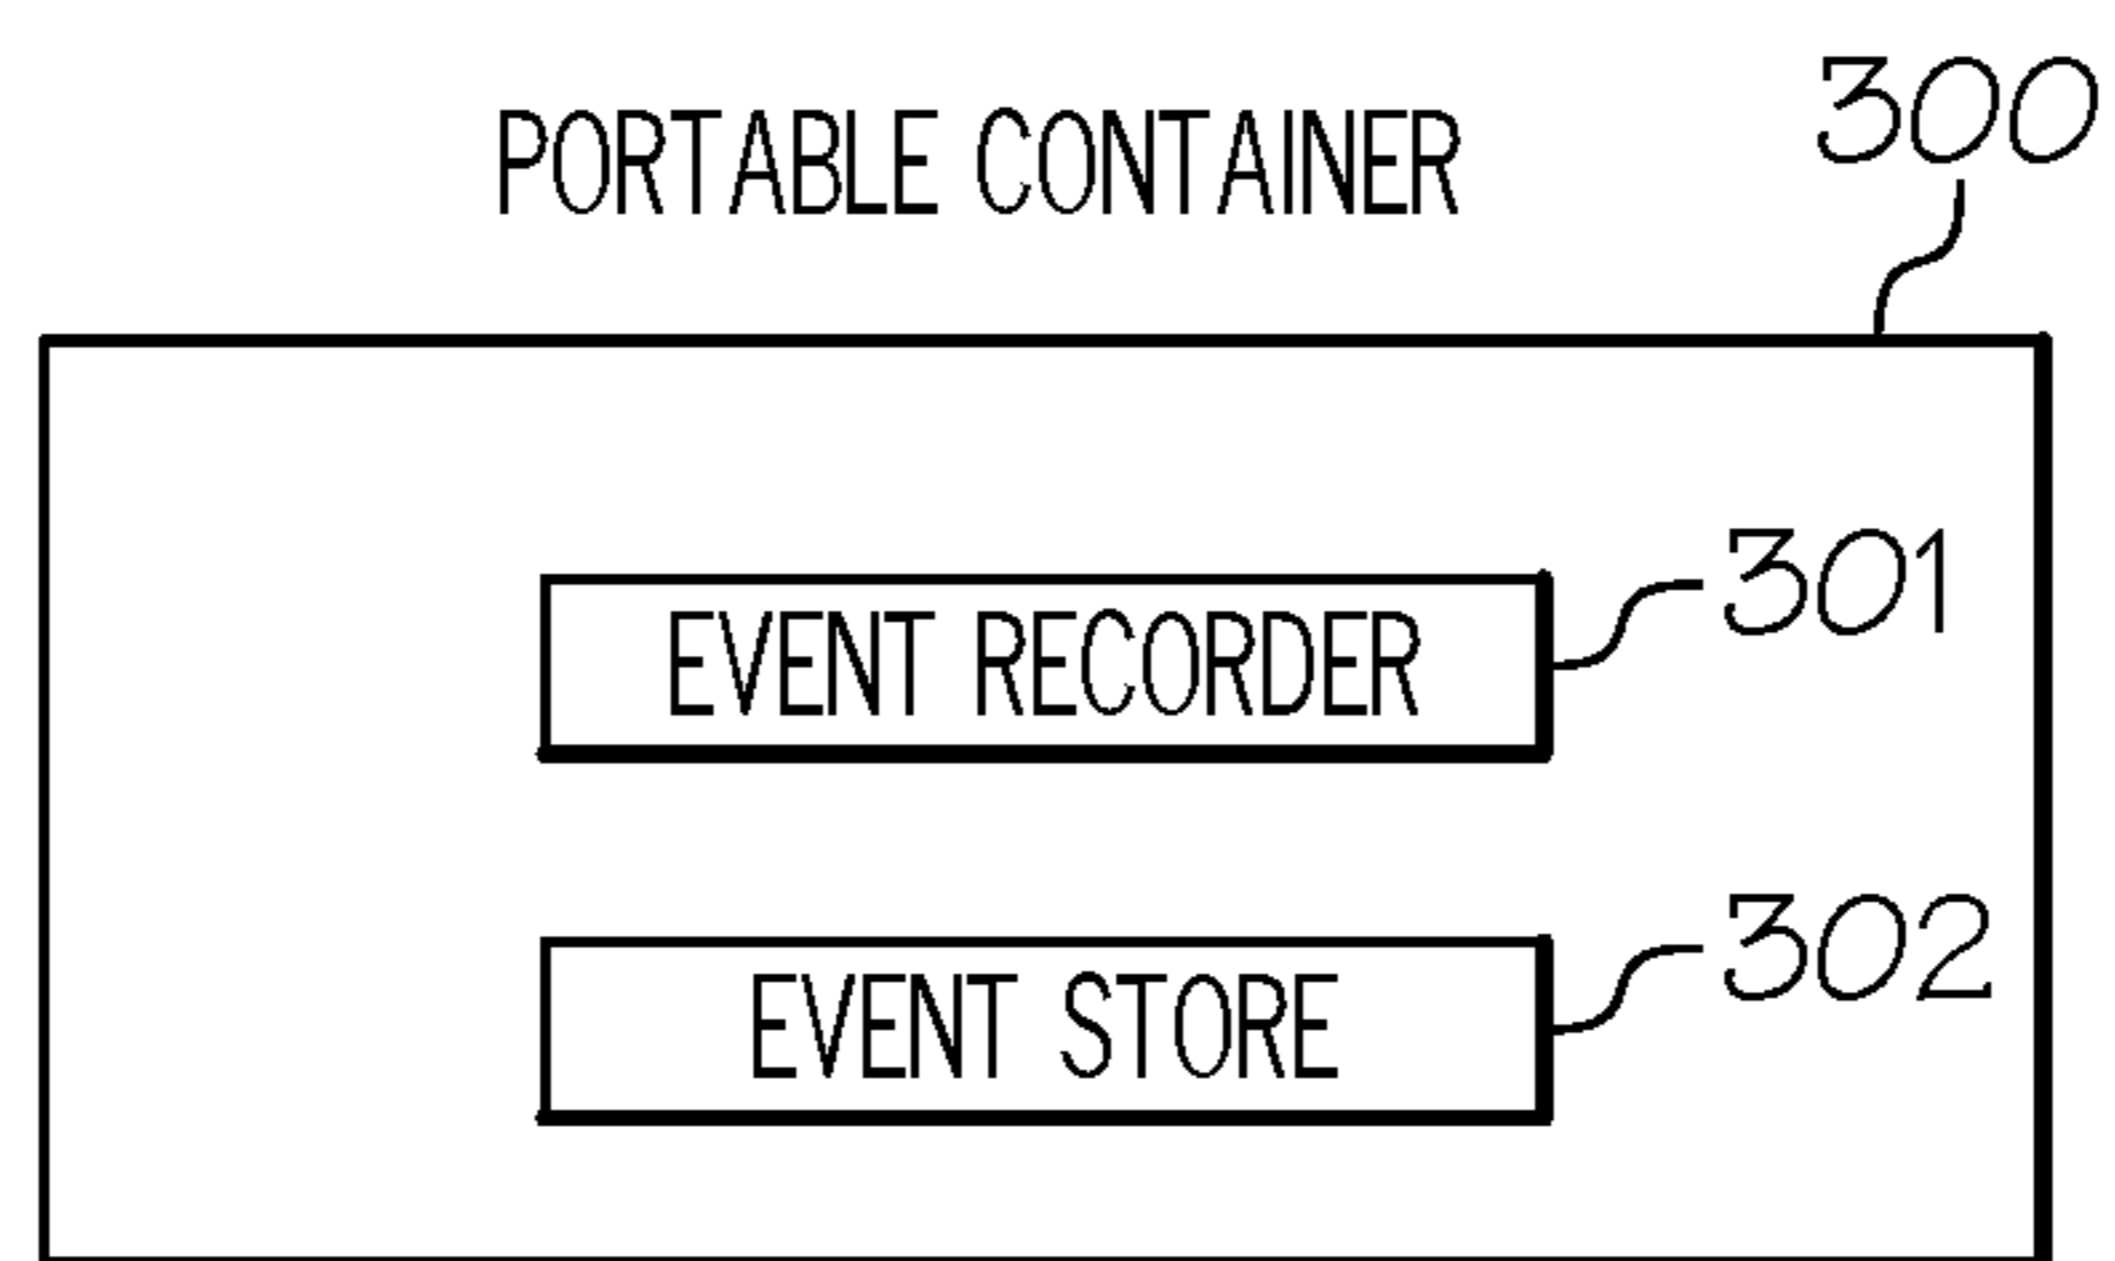 300
PORTABLE CONTAINER
EVENT RECORDER 301
EVENT STORE 302